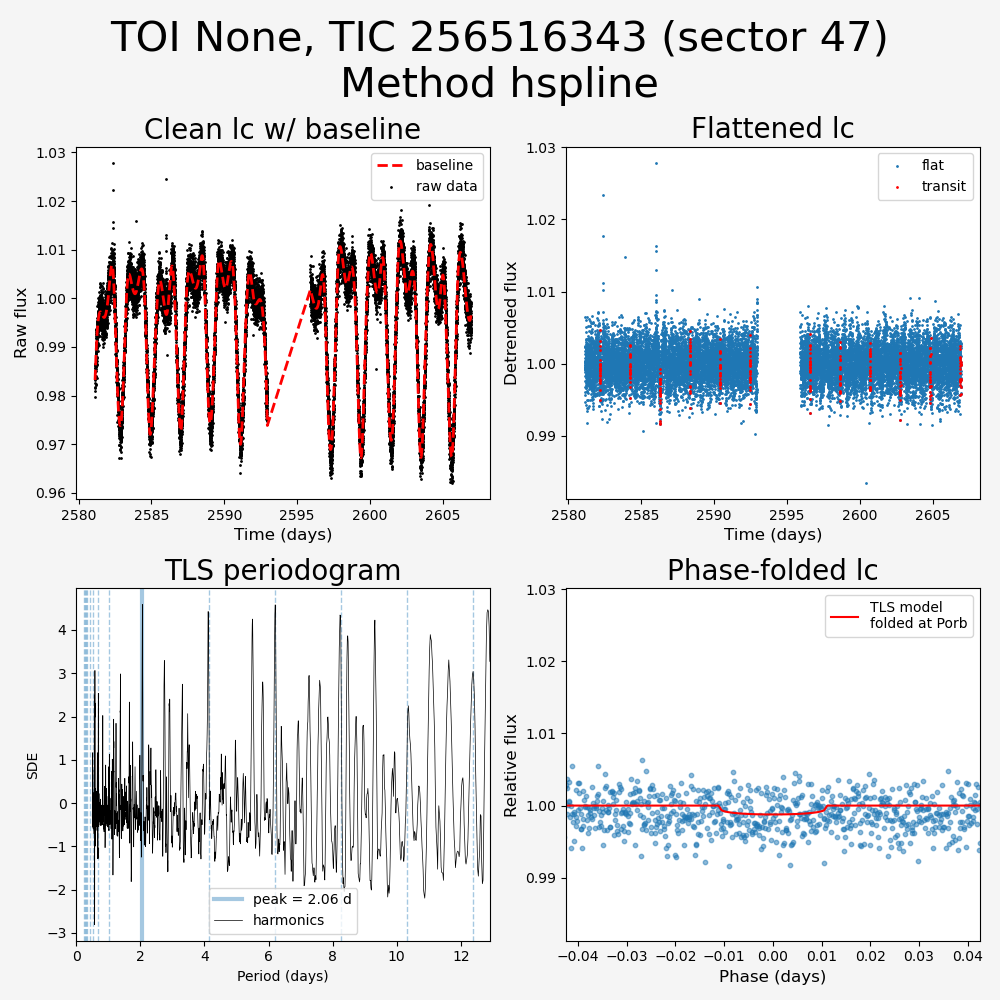 TOI None, TIC 256516343 (sector 47)
Method hspline
Clean lc w/ baseline
Flattened lc
1.03
1.02
1.01
1.00
0.99
0.98
0.97
0.96
Raw flux
baseline
raw data
2580
2585
2590
2595
2600
2605
Time (days)
1.03
1.02
1.01
1.00
0.99
Detrended flux
flat
transit
2580
2585
2590
2595
2600
2605
Time (days)
TLS periodogram
Phase-folded lc
4
3
2
1
0
−1
−2
−3
SDE
peak = 2.06 d
harmonics
0
2
4
6
8
10
12
Period (days)
1.03
1.02
1.01
1.00
0.99
Relative flux
TLS model
folded at Porb
−0.04
−0.03
−0.02
−0.01
0.00
0.01
0.02
0.03
0.04
Phase (days)